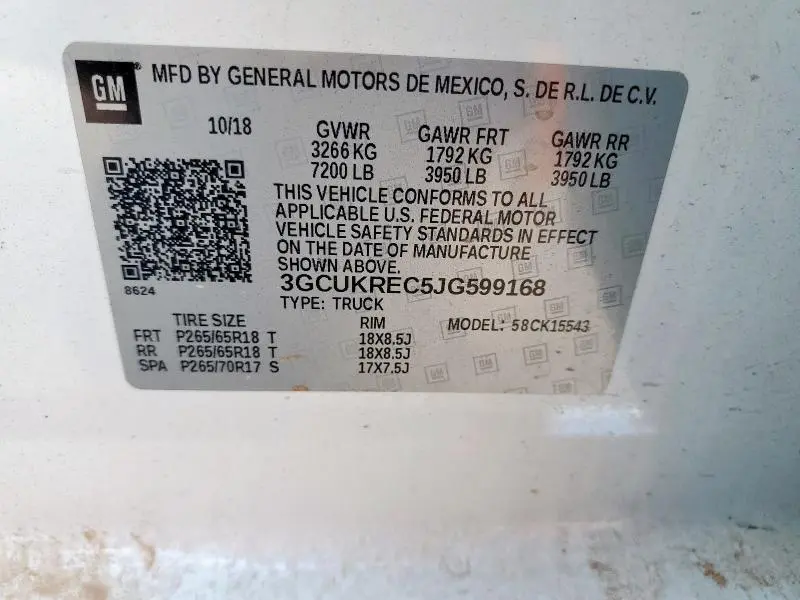 GM MFD BY GENERAL MOTORS DE MEXICO, S. DE R.L. DE C.V.
10/18 GVWR GAWR FRT GAWR RR
3266 KG 1792 KG 1792 KG
7200 LB 3950 LB 3950 LB
THIS VEHICLE CONFORMS TO ALL
APPLICABLE U.S. FEDERAL MOTOR
VEHICLE SAFETY STANDARDS IN EFFECT
ON THE DATE OF MANUFACTURE
SHOWN ABOVE.
8624
3GCUKREC5JG599168
TYPE: TRUCK
TIRE SIZE RIM MODEL: 58CK15543
FRT P265/65R18 T 18X8.5J
RR P265/65R18 T 18X8.5J
SPA P265/70R17 S 17X7.5J